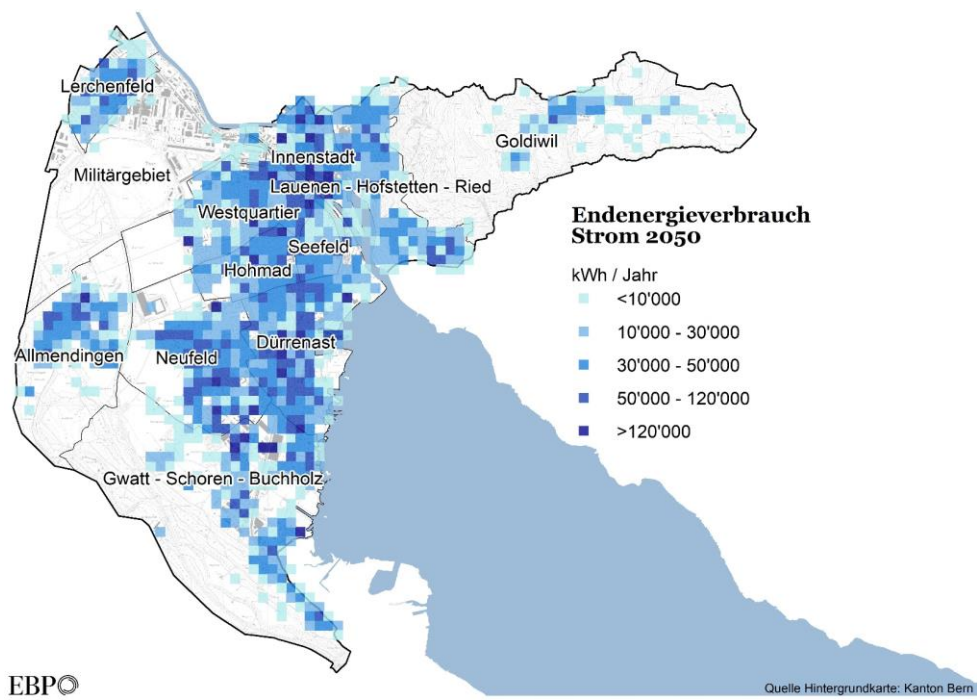 Lerchenfeld
Goldiwil
Innenstadt
Militärgebiet
Lauenen - Hofstetten - Ried
Westquartier
Seefeld
Hohmad
Dürrenast
Allmendingen
Neufeld
Gwatt - Schoren - Buchholz
Endenergieverbrauch
Strom 2050
kWh / Jahr
<10'000
10'000 - 30'000
30'000 - 50'000
50'000 - 120'000
>120'000
EBP
Quelle Hintergrundkarte: Kanton Bern